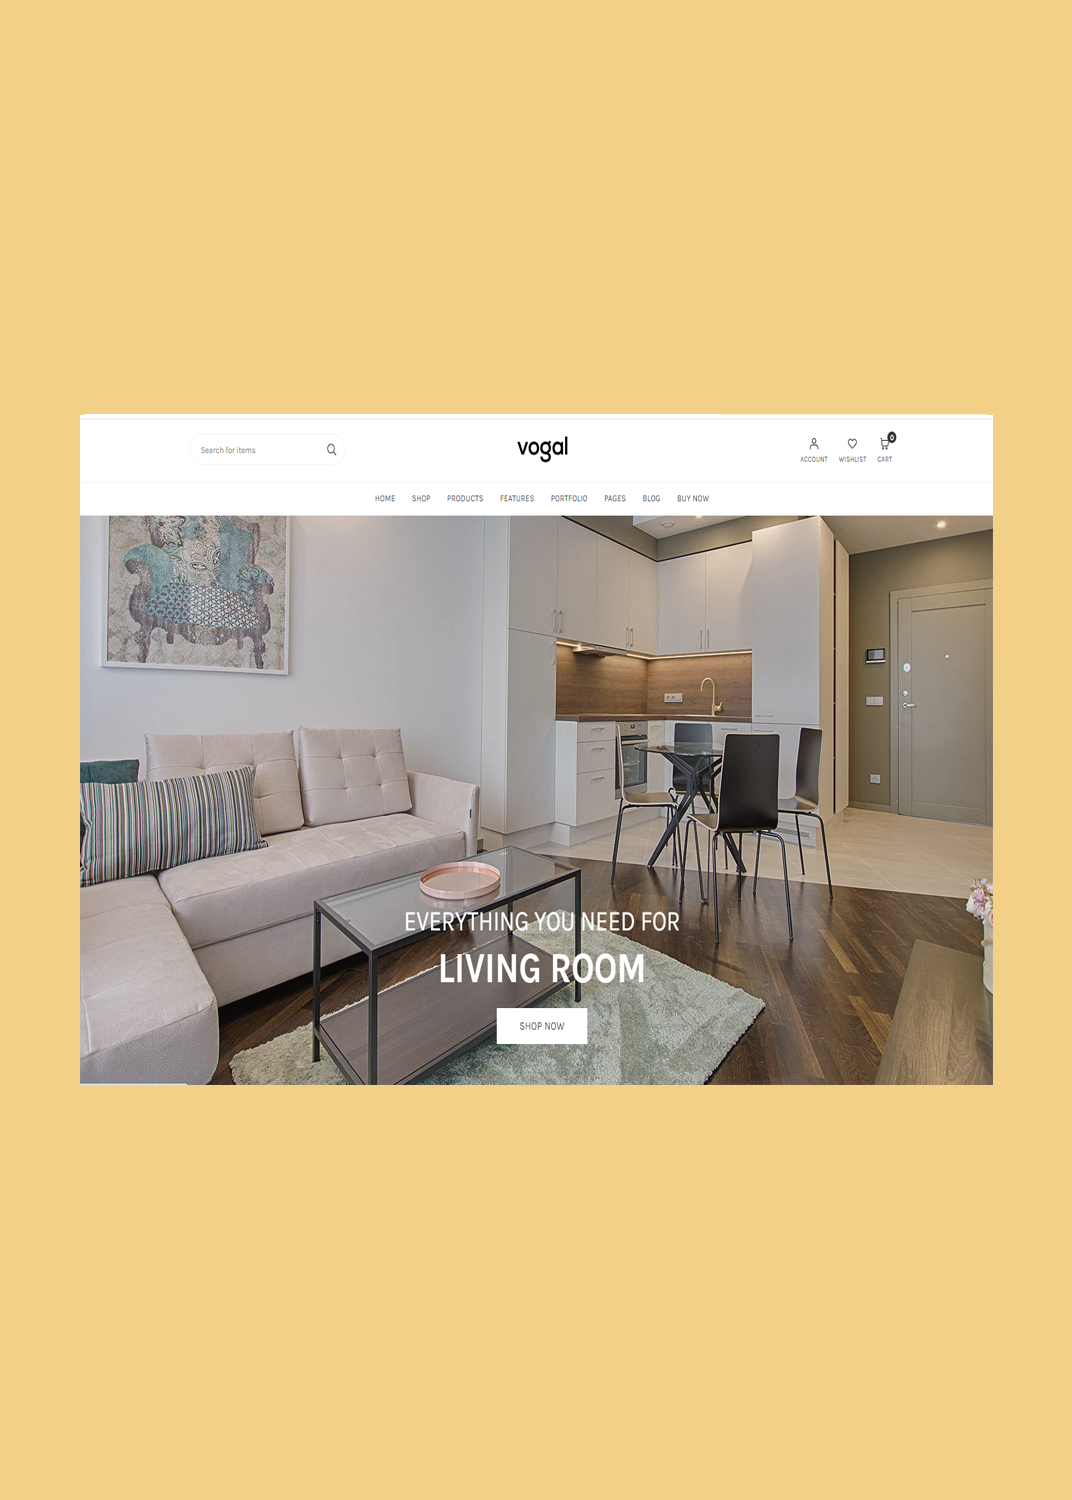 Search for items
vogal
0
ACCOUNT WISHLIST CART
HOME SHOP PRODUCTS FEATURES PORTFOLIO PAGES BLOG BUY NOW
EVERYTHING YOU NEED FOR
LIVING ROOM
SHOP NOW